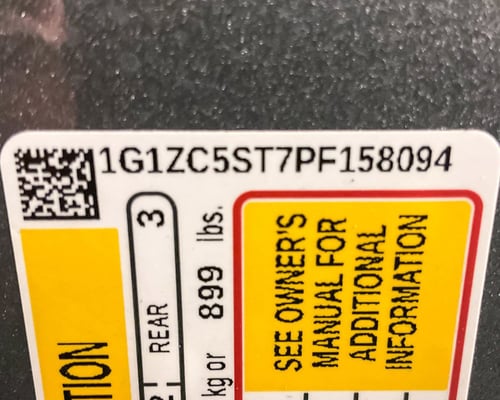 1G1ZC5ST7PF158094
TION
REAR 3
kg or 899 lbs.
SEE OWNER'S
MANUAL FOR
ADDITIONAL
INFORMATION